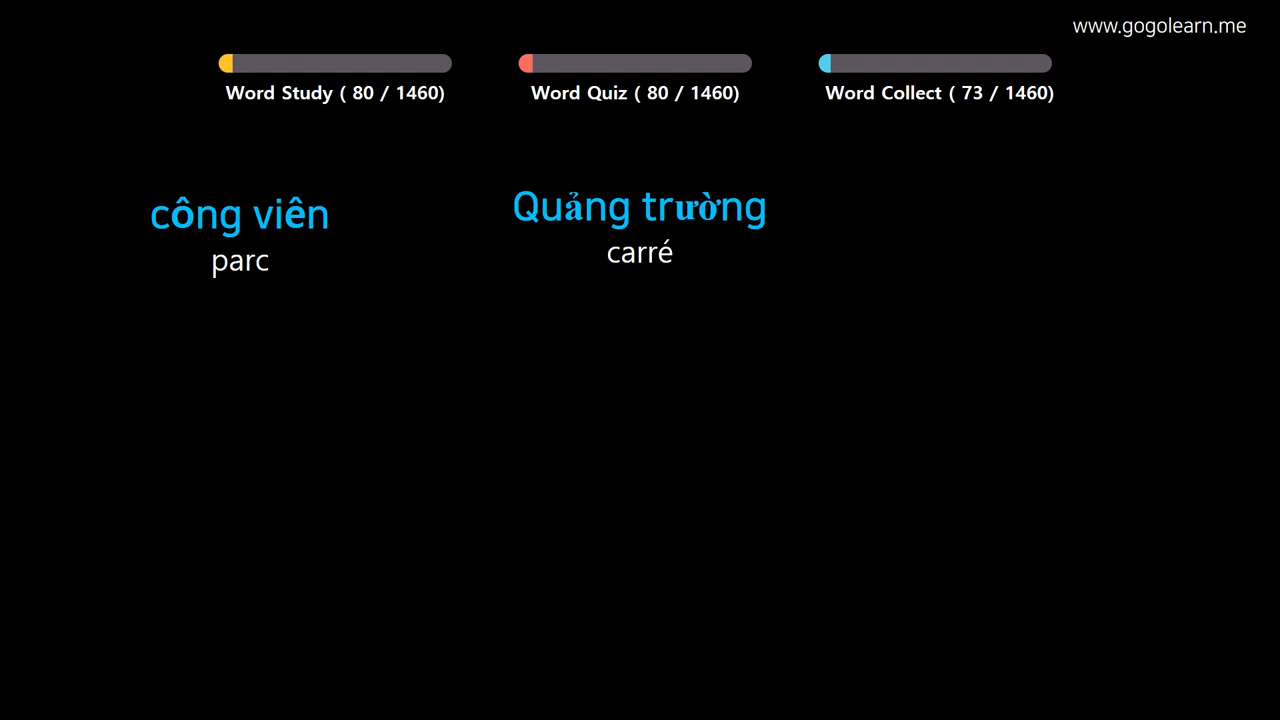 www.gogolearn.me
Word Study ( 80 / 1460)
Word Quiz ( 80 / 1460)
Word Collect ( 73 / 1460)
công viên
parc
Quảng trường
carré